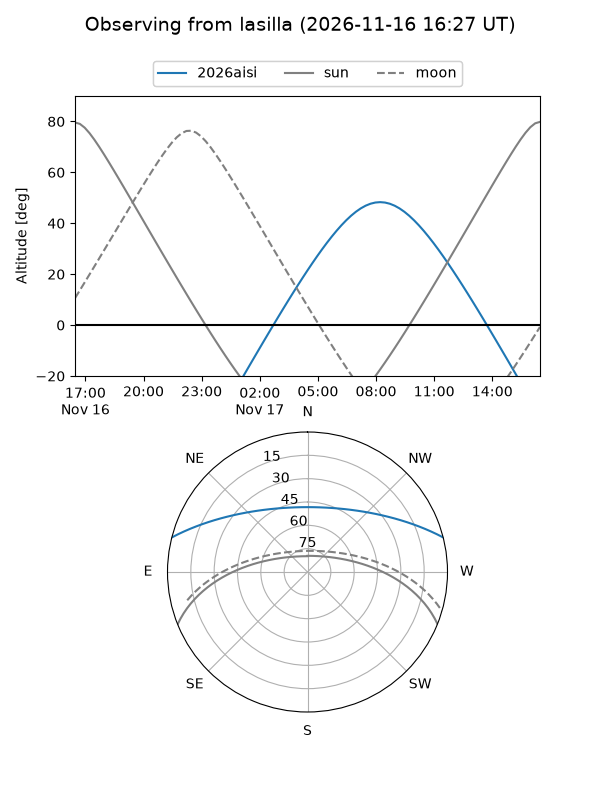 Observing from lasilla (2026-11-16 16:27 UT)
2026aisi sun moon
Altitude [deg]
80
60
40
20
0
−20
17:00 20:00 23:00 02:00 05:00 08:00 11:00 14:00
Nov 16 Nov 17
N
NE NW
15
30
45
60
75
E W
SE SW
S